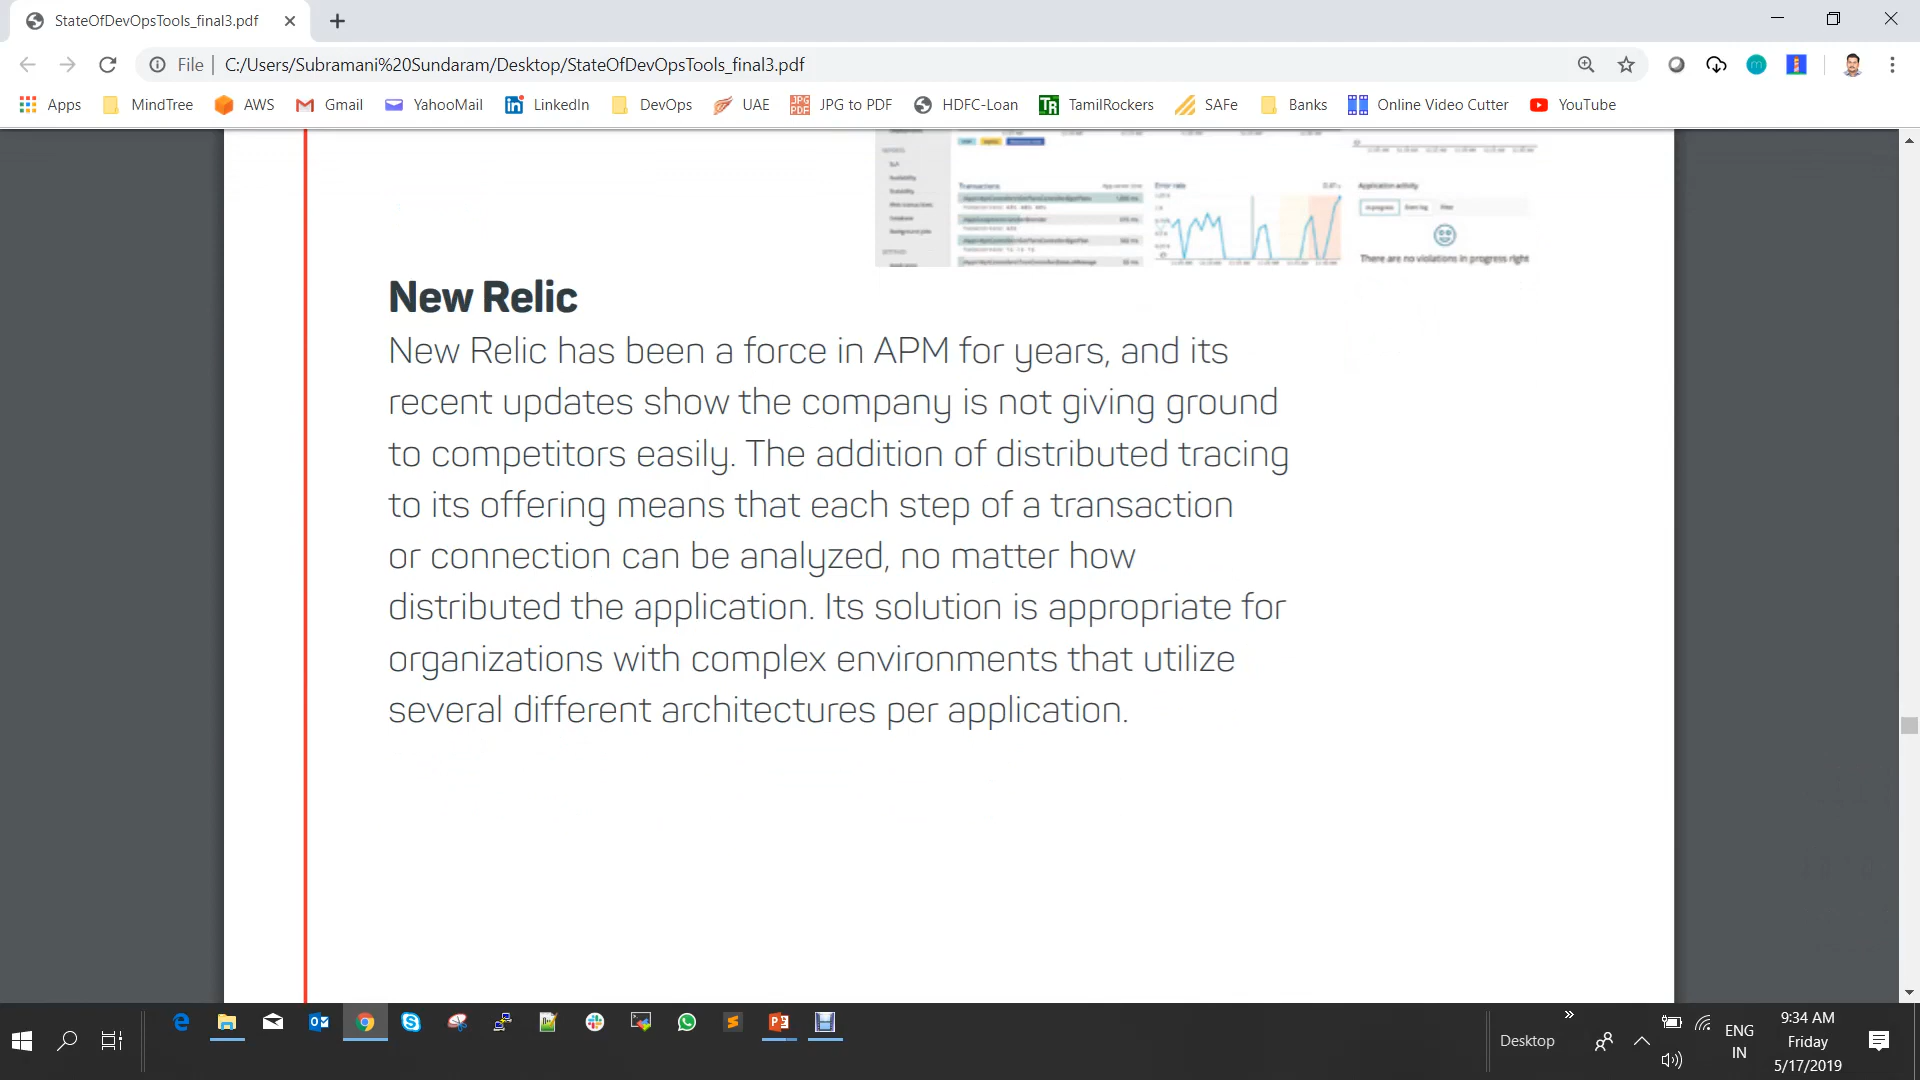 StateOfDevOpsTools_final3.pdf
File | C:/Users/Subramani%20Sundaram/Desktop/StateOfDevOpsTools_final3.pdf
Apps MindTree AWS Gmail YahooMail LinkedIn DevOps UAE JPG to PDF HDFC-Loan TamilRockers SAFe Banks Online Video Cutter YouTube
Transactions
Error rate
Application activity
There are no violations in progress right
New Relic
New Relic has been a force in APM for years, and its
recent updates show the company is not giving ground
to competitors easily. The addition of distributed tracing
to its offering means that each step of a transaction
or connection can be analyzed, no matter how
distributed the application. Its solution is appropriate for
organizations with complex environments that utilize
several different architectures per application.
Desktop
ENG
IN
9:34 AM
Friday
5/17/2019